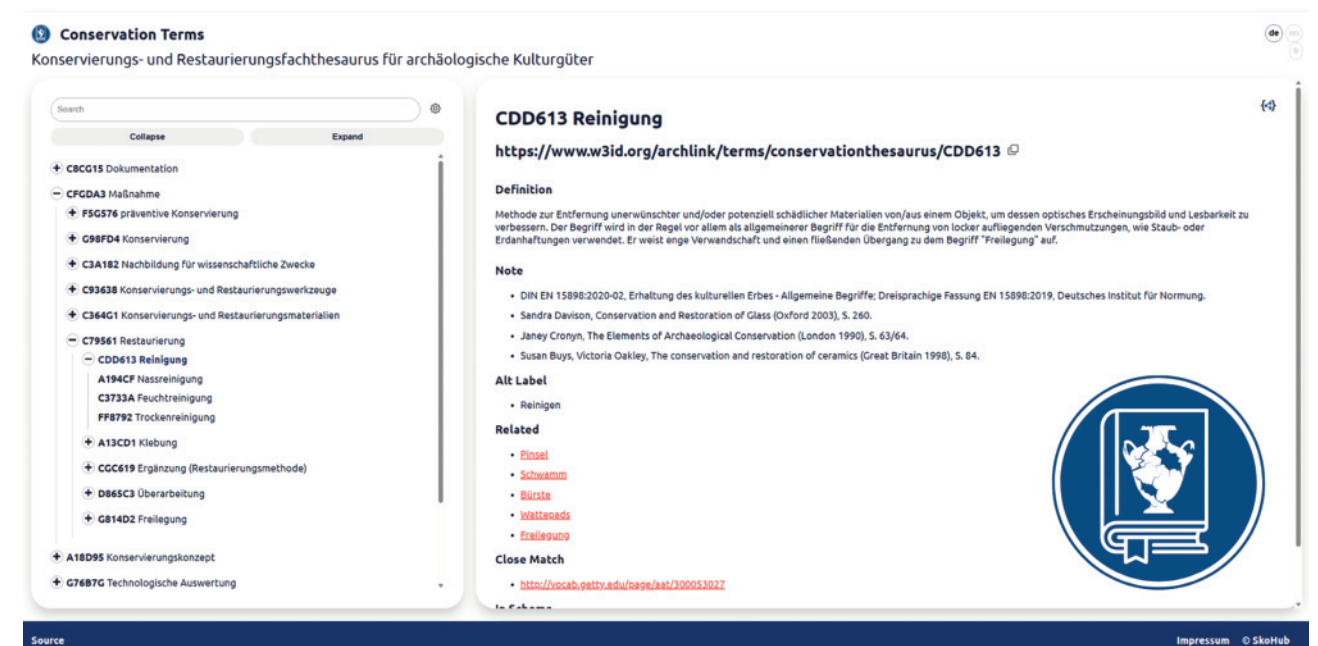 Conservation Terms
de
en
Konservierungs- und Restaurierungsfachthesaurus für archäologische Kulturgüter
Search
Collapse
Expand
C8CG15 Dokumentation
CFGDA3 Maßnahme
F5G576 präventive Konservierung
G98FD4 Konservierung
C3A182 Nachbildung für wissenschaftliche Zwecke
C93638 Konservierungs- und Restaurierungswerkzeuge
C364G1 Konservierungs- und Restaurierungsmaterialien
C79561 Restaurierung
CDD613 Reinigung
A194CF Nassreinigung
C3733A Feuchtreinigung
FF8792 Trockenreinigung
A13CD1 Klebung
CGC619 Ergänzung (Restaurierungsmethode)
D865C3 Überarbeitung
G814D2 Freilegung
A18D95 Konservierungskonzept
G76B7G Technologische Auswertung
CDD613 Reinigung
https://www.w3id.org/archlink/terms/conservationthesaurus/CDD613
Definition
Methode zur Entfernung unerwünschter und/oder potenziell schädlicher Materialien von/aus einem Objekt, um dessen optisches Erscheinungsbild und Lesbarkeit zu
verbessern. Der Begriff wird in der Regel vor allem als allgemeinerer Begriff für die Entfernung von locker aufliegenden Verschmutzungen, wie Staub- oder
Erdanhaftungen verwendet. Er weist enge Verwandschaft und einen fließenden Übergang zu dem Begriff "Freilegung" auf.
Note
• DIN EN 15898:2020-02, Erhaltung des kulturellen Erbes - Allgemeine Begriffe; Dreisprachige Fassung EN 15898:2019, Deutsches Institut für Normung.
• Sandra Davison, Conservation and Restoration of Glass (Oxford 2003), S. 260.
• Janey Cronyn, The Elements of Archaeological Conservation (London 1990), S. 63/64.
• Susan Buys, Victoria Oakley, The conservation and restoration of ceramics (Great Britain 1998), S. 84.
Alt Label
• Reinigen
Related
• Pinsel
• Schwamm
• Bürste
• Wattepads
• Freilegung
Close Match
• http://vocab.getty.edu/page/aat/300053027
In Scheme
Source
Impressum
© SkoHub